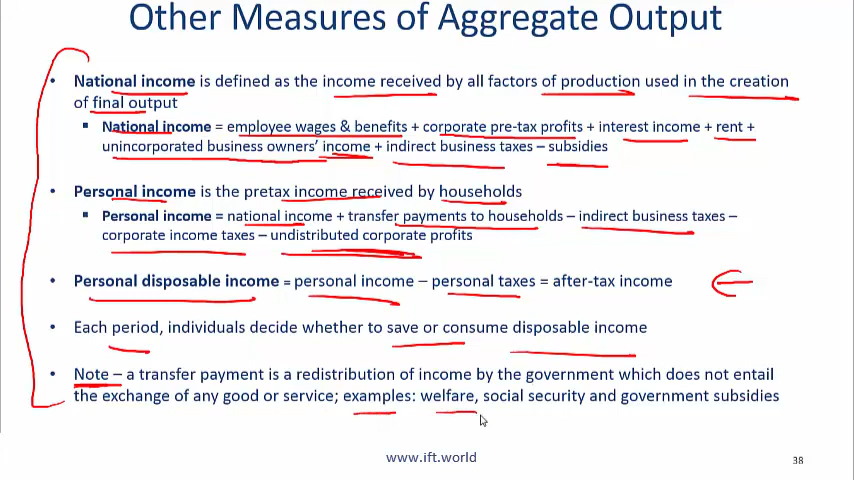 Other Measures of Aggregate Output
• National income is defined as the income received by all factors of production used in the creation
of final output
▪ National income = employee wages & benefits + corporate pre-tax profits + interest income + rent +
unincorporated business owners' income + indirect business taxes – subsidies
• Personal income is the pretax income received by households
▪ Personal income = national income + transfer payments to households – indirect business taxes –
corporate income taxes – undistributed corporate profits
• Personal disposable income = personal income – personal taxes = after-tax income
• Each period, individuals decide whether to save or consume disposable income
• Note – a transfer payment is a redistribution of income by the government which does not entail
the exchange of any good or service; examples: welfare, social security and government subsidies
www.ift.world
38